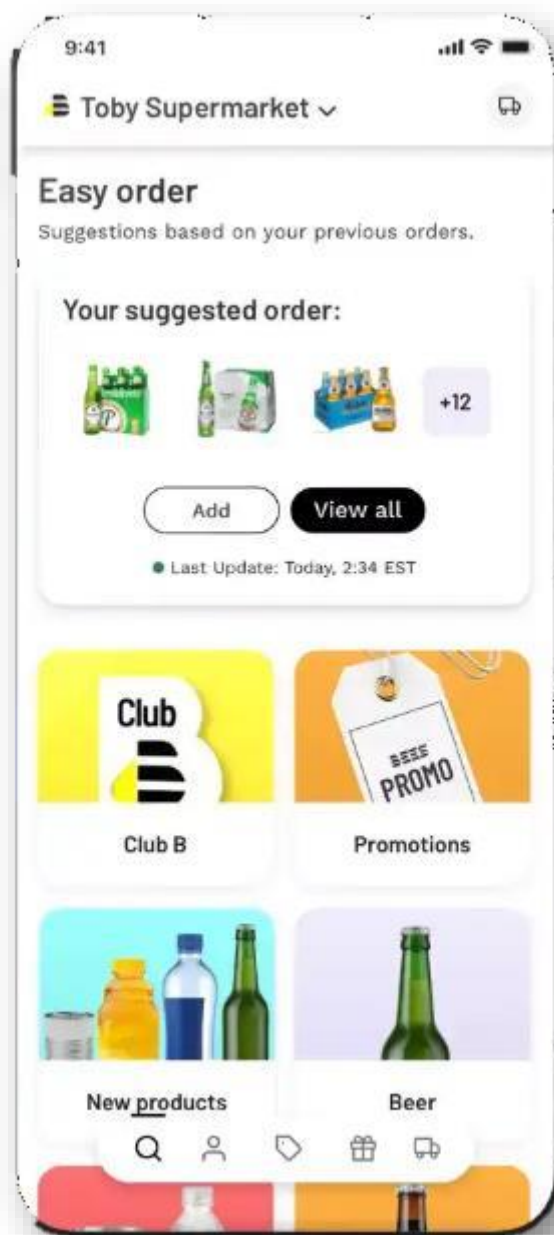 9:41
Toby Supermarket
Easy order
Suggestions based on your previous orders.
Your suggested order:
+12
Add
View all
Last Update: Today, 2:34 EST
Club
Club B
BEES
PROMO
Promotions
New products
Beer